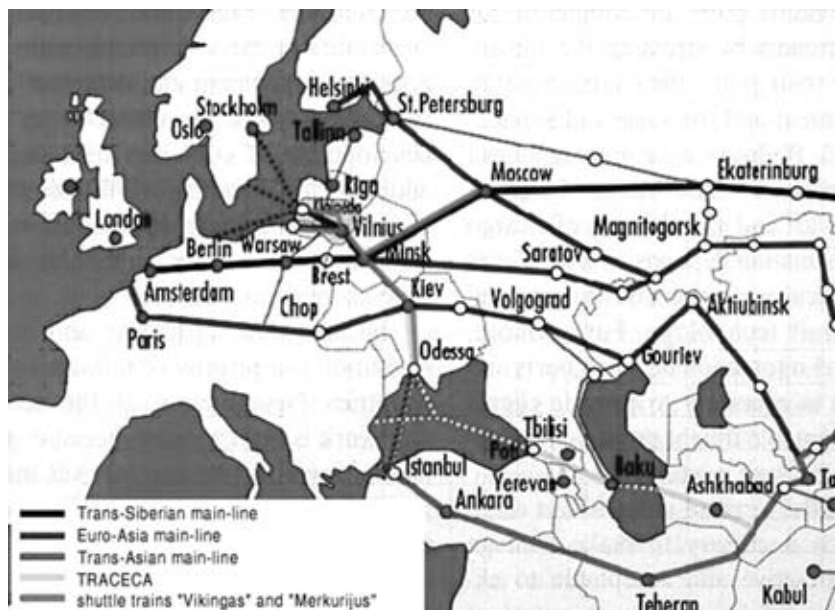 Helsinki
St.Petersburg
Stockholm
Oslo
Tallinn
Riga
Moscow
Ekaterinburg
Vilnius
Magnitogorsk
London
Berlin
Warsaw
Minsk
Saratov
Brest
Amsterdam
Chop
Kiev
Volgograd
Aktiubinsk
Paris
Odessa
Gouriev
Tbilisi
Poti
Istanbul
Yerevan
Baku
Ashkhabad
Ankara
Teheran
Kabul
Trans-Siberian main-line
Euro-Asia main-line
Trans-Asian main-line
TRACECA
shuttle trains "Vikingas" and "Merkurijus"